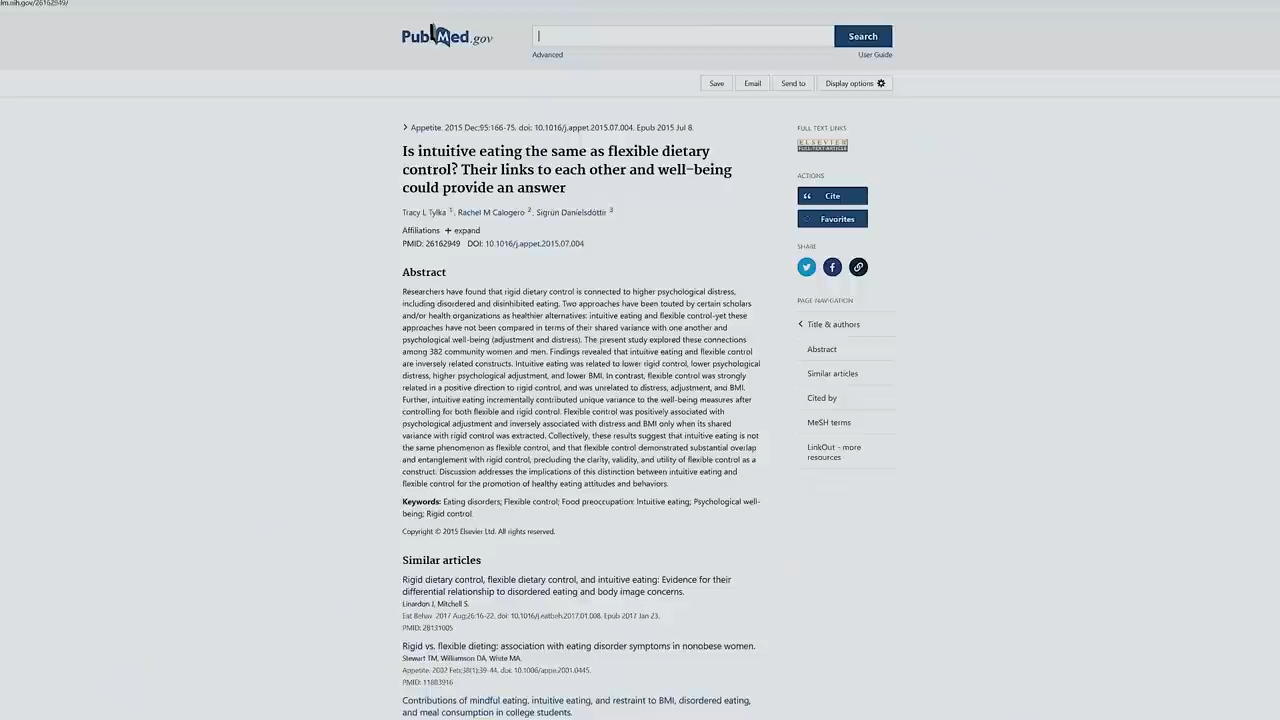 lm.nih.gov/26162949/
PubMed.gov
Search
Advanced
User Guide
Save
Email
Send to
Display options
Appetite. 2015 Dec;95:166-75. doi: 10.1016/j.appet.2015.07.004. Epub 2015 Jul 8.
Is intuitive eating the same as flexible dietary
control? Their links to each other and well-being
could provide an answer
Tracy L Tylka 1, Rachel M Calogero 2, Sigrún Daníelsdóttir 3
Affiliations + expand
PMID: 26162949 DOI: 10.1016/j.appet.2015.07.004
Abstract
Researchers have found that rigid dietary control is connected to higher psychological distress,
including disordered and disinhibited eating. Two approaches have been touted by certain scholars
and/or health organizations as healthier alternatives: intuitive eating and flexible control-yet these
approaches have not been compared in terms of their shared variance with one another and
psychological well-being (adjustment and distress). The present study explored these connections
among 382 community women and men. Findings revealed that intuitive eating and flexible control
are inversely related constructs. Intuitive eating was related to lower rigid control, lower psychological
distress, higher psychological adjustment, and lower BMI. In contrast, flexible control was strongly
related in a positive direction to rigid control, and was unrelated to distress, adjustment, and BMI.
Further, intuitive eating incrementally contributed unique variance to the well-being measures after
controlling for both flexible and rigid control. Flexible control was positively associated with
psychological adjustment and inversely associated with distress and BMI only when its shared
variance with rigid control was extracted. Collectively, these results suggest that intuitive eating is not
the same phenomenon as flexible control, and that flexible control demonstrated substantial overlap
and entanglement with rigid control, precluding the clarity, validity, and utility of flexible control as a
construct. Discussion addresses the implications of this distinction between intuitive eating and
flexible control for the promotion of healthy eating attitudes and behaviors.
Keywords: Eating disorders; Flexible control; Food preoccupation; Intuitive eating; Psychological well-
being; Rigid control.
Copyright © 2015 Elsevier Ltd. All rights reserved.
Similar articles
Rigid dietary control, flexible dietary control, and intuitive eating: Evidence for their
differential relationship to disordered eating and body image concerns.
Linardon J, Mitchell S.
Eat Behav. 2017 Aug;26:16-22. doi: 10.1016/j.eatbeh.2017.01.008. Epub 2017 Jan 23.
PMID: 28131005
Rigid vs. flexible dieting: association with eating disorder symptoms in nonobese women.
Stewart TM, Williamson DA, White MA.
Appetite. 2002 Feb;38(1):39-44. doi: 10.1006/appe.2001.0445.
PMID: 11883916
Contributions of mindful eating, intuitive eating, and restraint to BMI, disordered eating,
and meal consumption in college students.
FULL TEXT LINKS
ELSEVIER
FULL-TEXT ARTICLE
ACTIONS
Cite
Favorites
SHARE
PAGE NAVIGATION
Title & authors
Abstract
Similar articles
Cited by
MeSH terms
LinkOut - more
resources